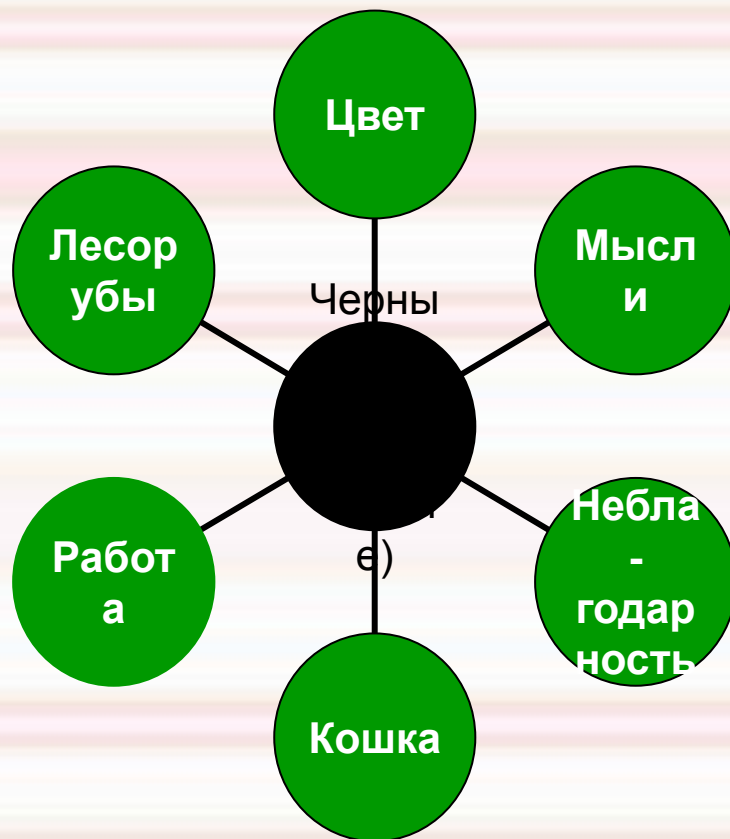 Цвет
Лесор
убы
Мысл
и
Черны
е)
Работ
а
Небла
-
годар
ность
Кошка